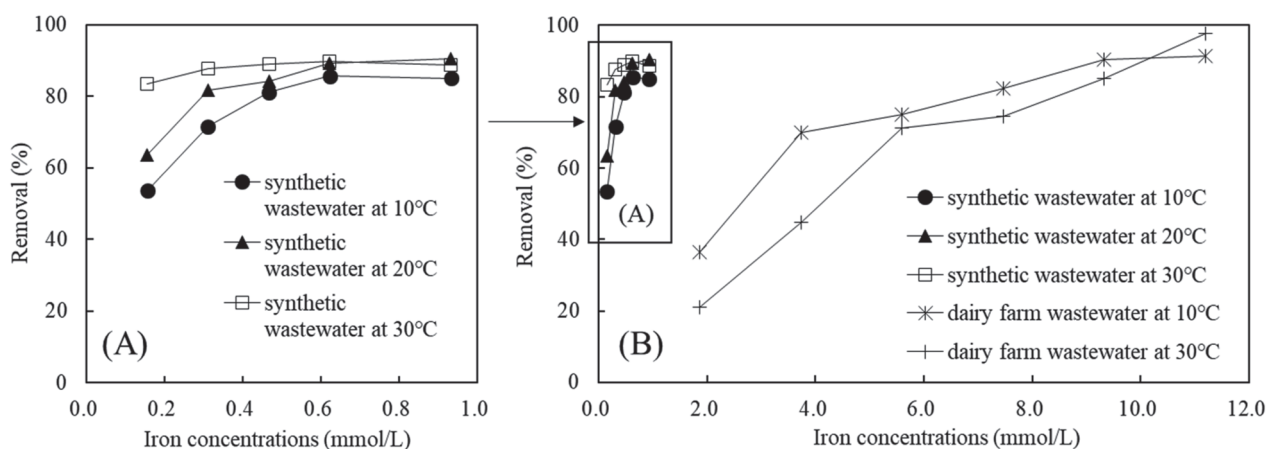 100
80
60
40
20
0
Removal (%)
0.0 0.2 0.4 0.6 0.8 1.0
Iron concentrations (mmol/L)
synthetic
wastewater at 10℃
synthetic
wastewater at 20℃
synthetic
wastewater at 30℃
(A)
100
80
60
40
20
0
Removal (%)
0.0 2.0 4.0 6.0 8.0 10.0 12.0
Iron concentrations (mmol/L)
(A)
synthetic wastewater at 10℃
synthetic wastewater at 20℃
synthetic wastewater at 30℃
dairy farm wastewater at 10℃
dairy farm wastewater at 30℃
(B)